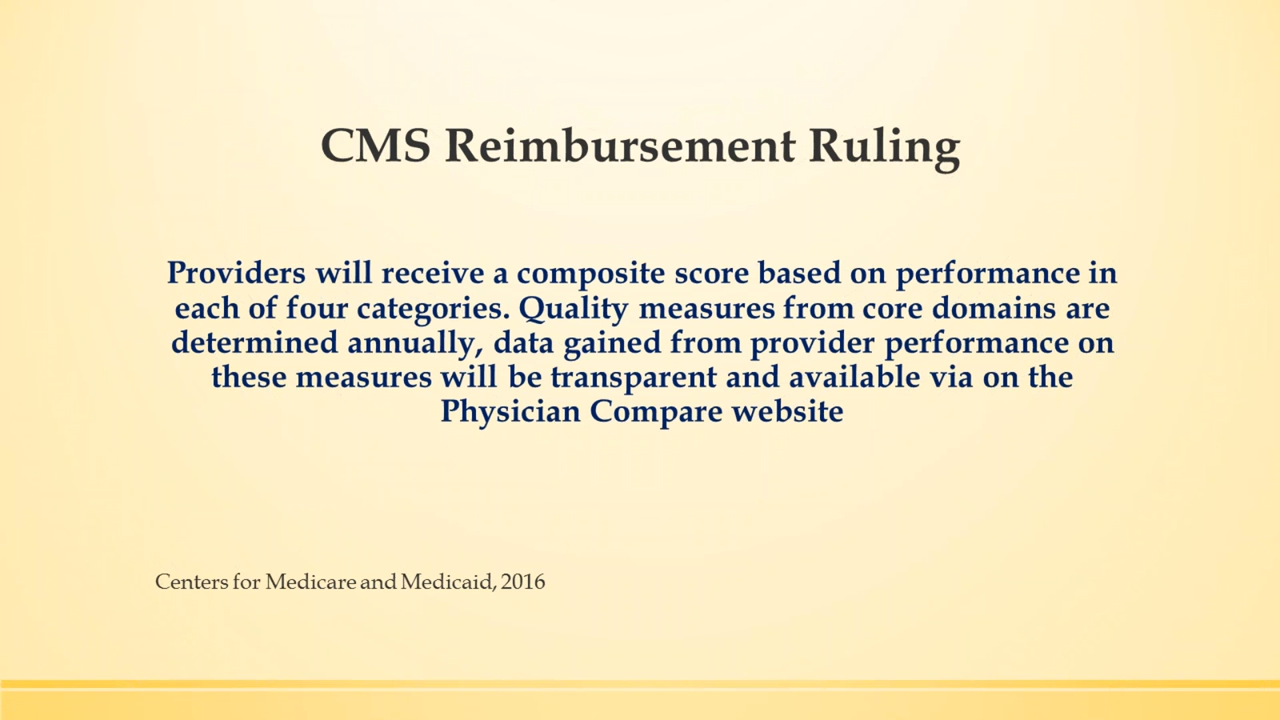 CMS Reimbursement Ruling
Providers will receive a composite score based on performance in
each of four categories. Quality measures from core domains are
determined annually, data gained from provider performance on
these measures will be transparent and available via on the
Physician Compare website
Centers for Medicare and Medicaid, 2016